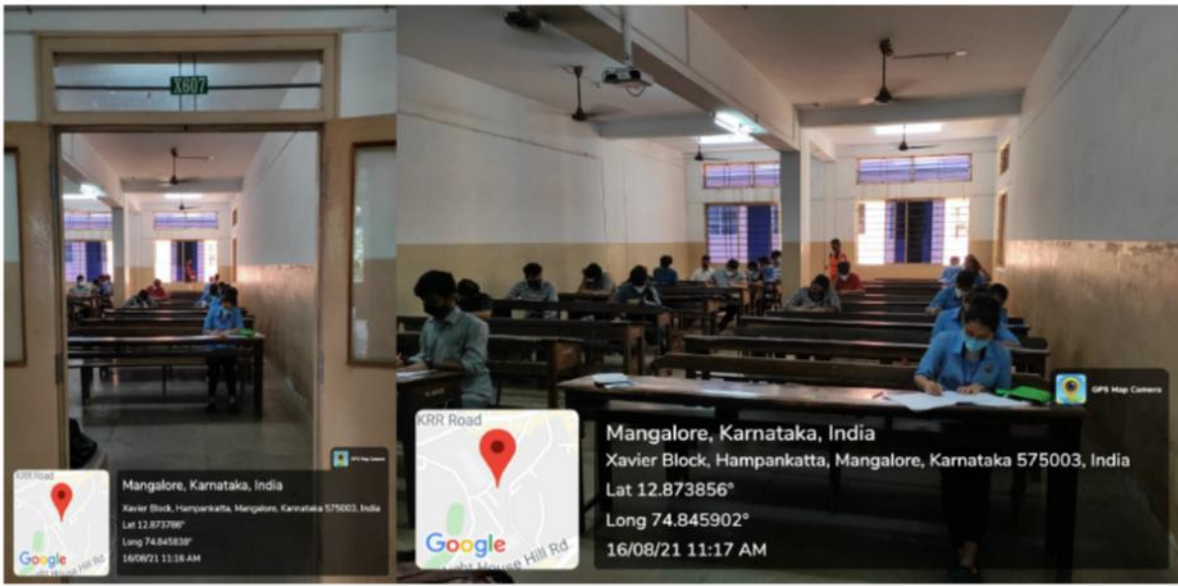 X607
KRR Road
Google
GPS Map Camera
Mangalore, Karnataka, India
Xavier Block, Hampankatta, Mangalore, Karnataka 575003, India
Lat 12.873786°
Long 74.845838°
16/08/21 11:16 AM
KRR Road
Google
House Hill Rd
GPS Map Camera
Mangalore, Karnataka, India
Xavier Block, Hampankatta, Mangalore, Karnataka 575003, India
Lat 12.873856°
Long 74.845902°
16/08/21 11:17 AM